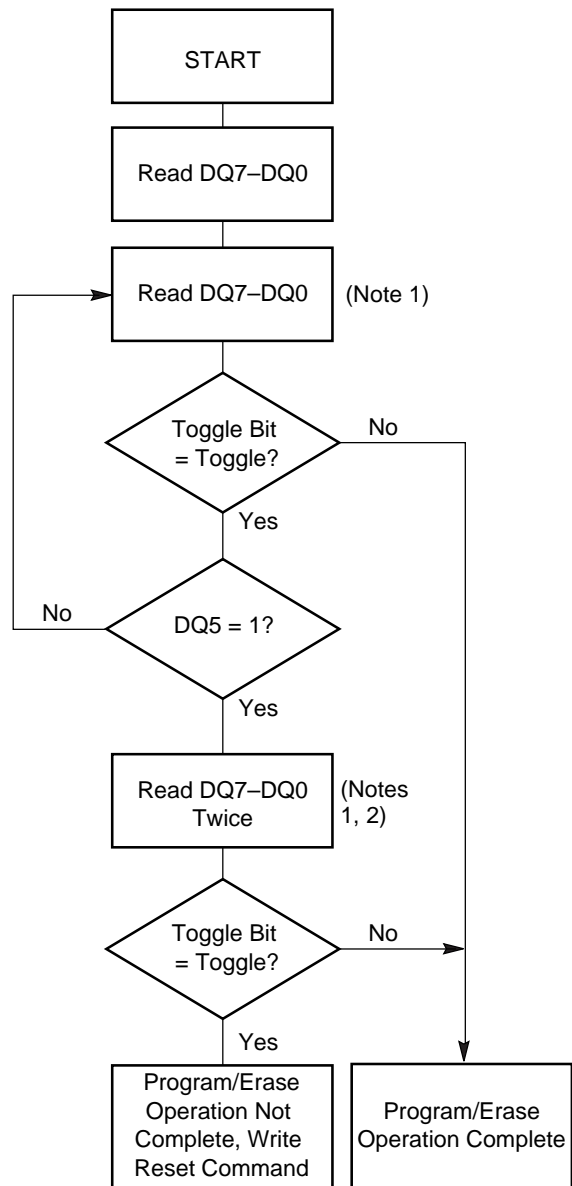 START
Read DQ7–DQ0
Read DQ7–DQ0
(Note 1)
Toggle Bit
= Toggle?
No
Yes
No
DQ5 = 1?
Yes
Read DQ7–DQ0
Twice
(Notes
1, 2)
Toggle Bit
= Toggle?
No
Yes
Program/Erase
Operation Not
Complete, Write
Reset Command
Program/Erase
Operation Complete